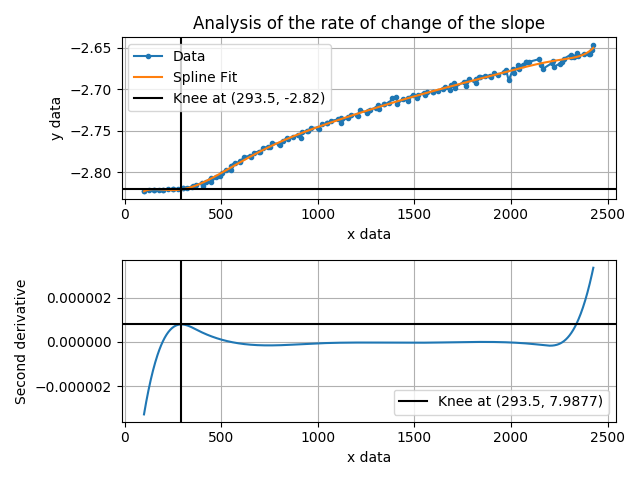 Analysis of the rate of change of the slope
−2.65
−2.70
−2.75
−2.80
y data
Data
Spline Fit
Knee at (293.5, -2.82)
0
500
1000
1500
2000
2500
x data
0.000002
0.000000
−0.000002
Second derivative
Knee at (293.5, 7.9877)
0
500
1000
1500
2000
2500
x data